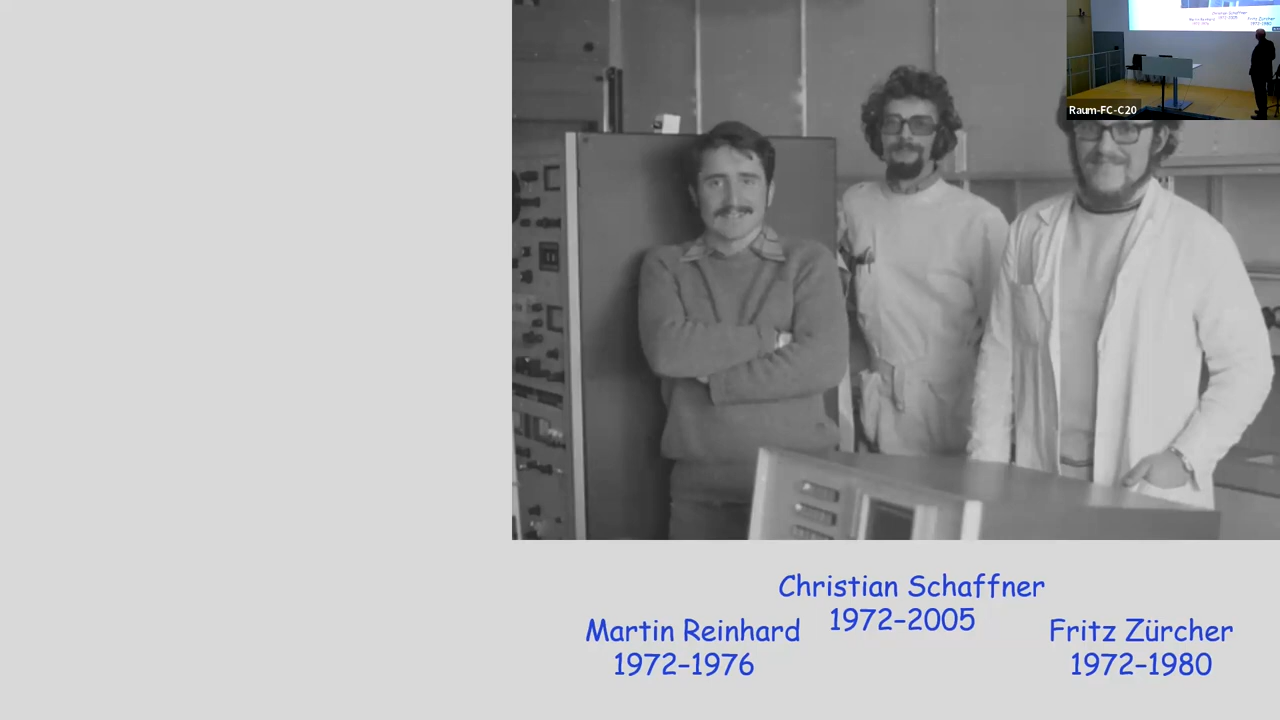 Raum-FC-C20
Christian Schaffner
1972–2005
Martin Reinhard
1972–1976
Fritz Zürcher
1972–1980